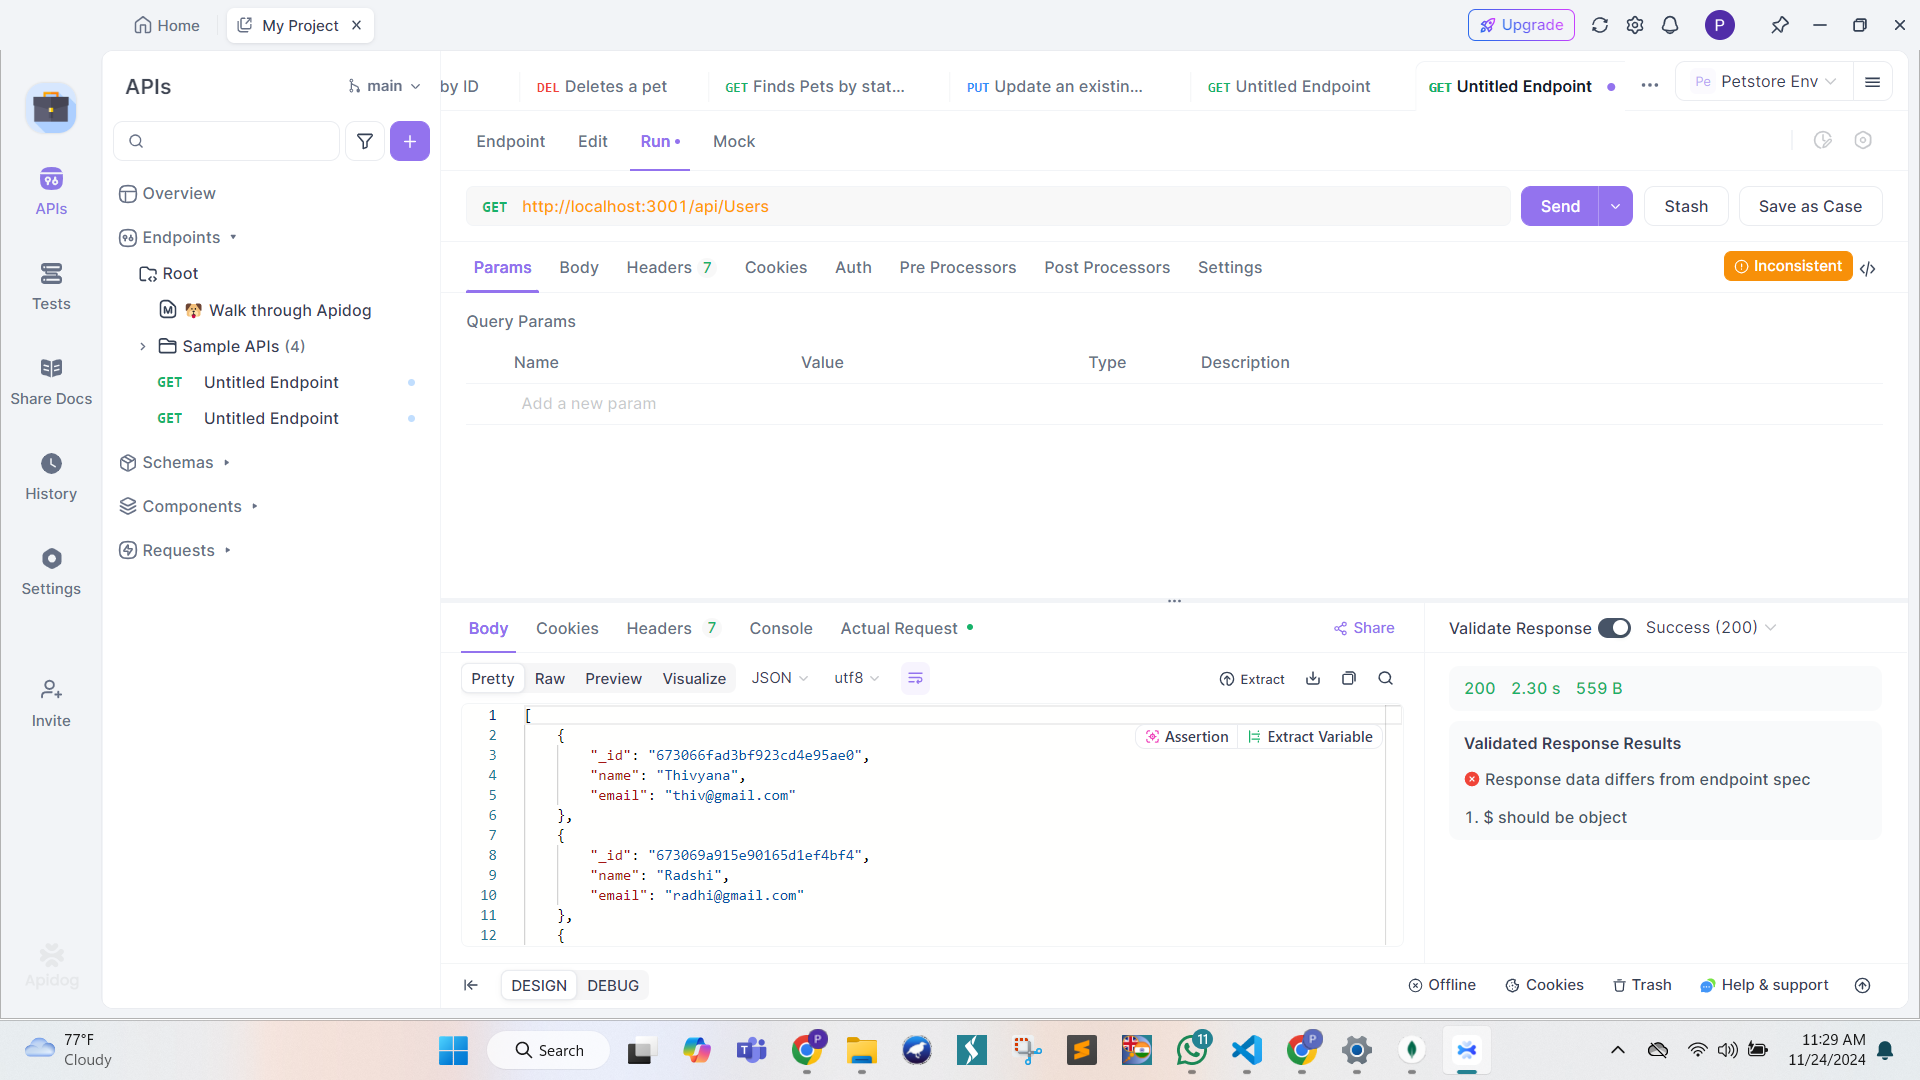 Home
My Project
Upgrade
P
APIs
main
by ID
DEL Deletes a pet
GET Finds Pets by stat...
PUT Update an existin...
GET Untitled Endpoint
GET Untitled Endpoint
Pe Petstore Env
Endpoint Edit Run Mock
Overview
Endpoints
Root
M Walk through Apidog
Sample APIs (4)
GET Untitled Endpoint
GET Untitled Endpoint
Schemas
Components
Requests
APIs
Tests
Share Docs
History
Settings
Invite
Apidog
GET http://localhost:3001/api/Users
Send
Stash
Save as Case
Params Body Headers 7 Cookies Auth Pre Processors Post Processors Settings
Inconsistent
Query Params
Name Value Type Description
Add a new param
Body Cookies Headers 7 Console Actual Request
Share
Pretty Raw Preview Visualize JSON utf8
Extract
1 [
2 {
Assertion Extract Variable
3 "_id": "673066fad3bf923cd4e95ae0",
4 "name": "Thivyana",
5 "email": "thiv@gmail.com"
6 },
7 {
8 "_id": "673069a915e90165d1ef4bf4",
9 "name": "Radshi",
10 "email": "radhi@gmail.com"
11 },
12 {
Validate Response Success (200)
200 2.30 s 559 B
Validated Response Results
Response data differs from endpoint spec
1. $ should be object
DESIGN DEBUG
Offline Cookies Trash Help & support
77°F
Cloudy
Search
P
11
P
11:29 AM
11/24/2024